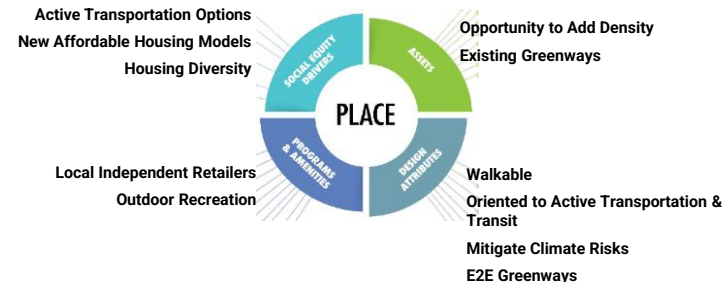 Active Transportation Options
New Affordable Housing Models
Housing Diversity
SOCIAL EQUITY
DRIVERS
ASSETS
Opportunity to Add Density
Existing Greenways
PLACE
PROGRAMS
& AMENITIES
DESIGN
ATTRIBUTES
Local Independent Retailers
Outdoor Recreation
Walkable
Oriented to Active Transportation &
Transit
Mitigate Climate Risks
E2E Greenways